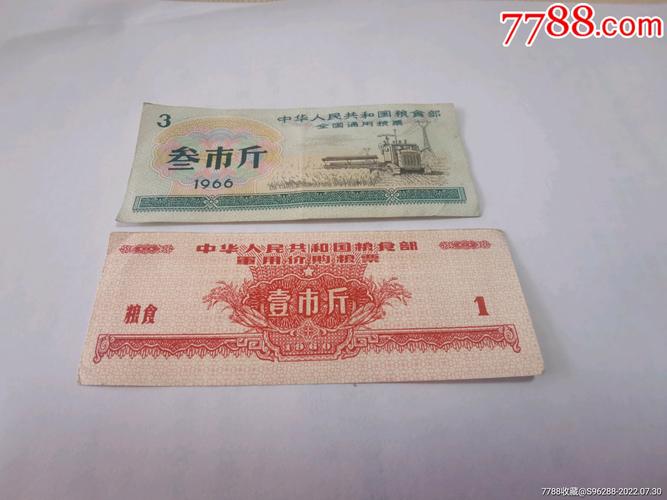 7788.com
3
中华人民共和国粮食部
全国通用粮票
叁市斤
1966
中华人民共和国粮食部
军用价购粮票
粮食
壹市斤
1
7788收藏@S96288-2022.07.30